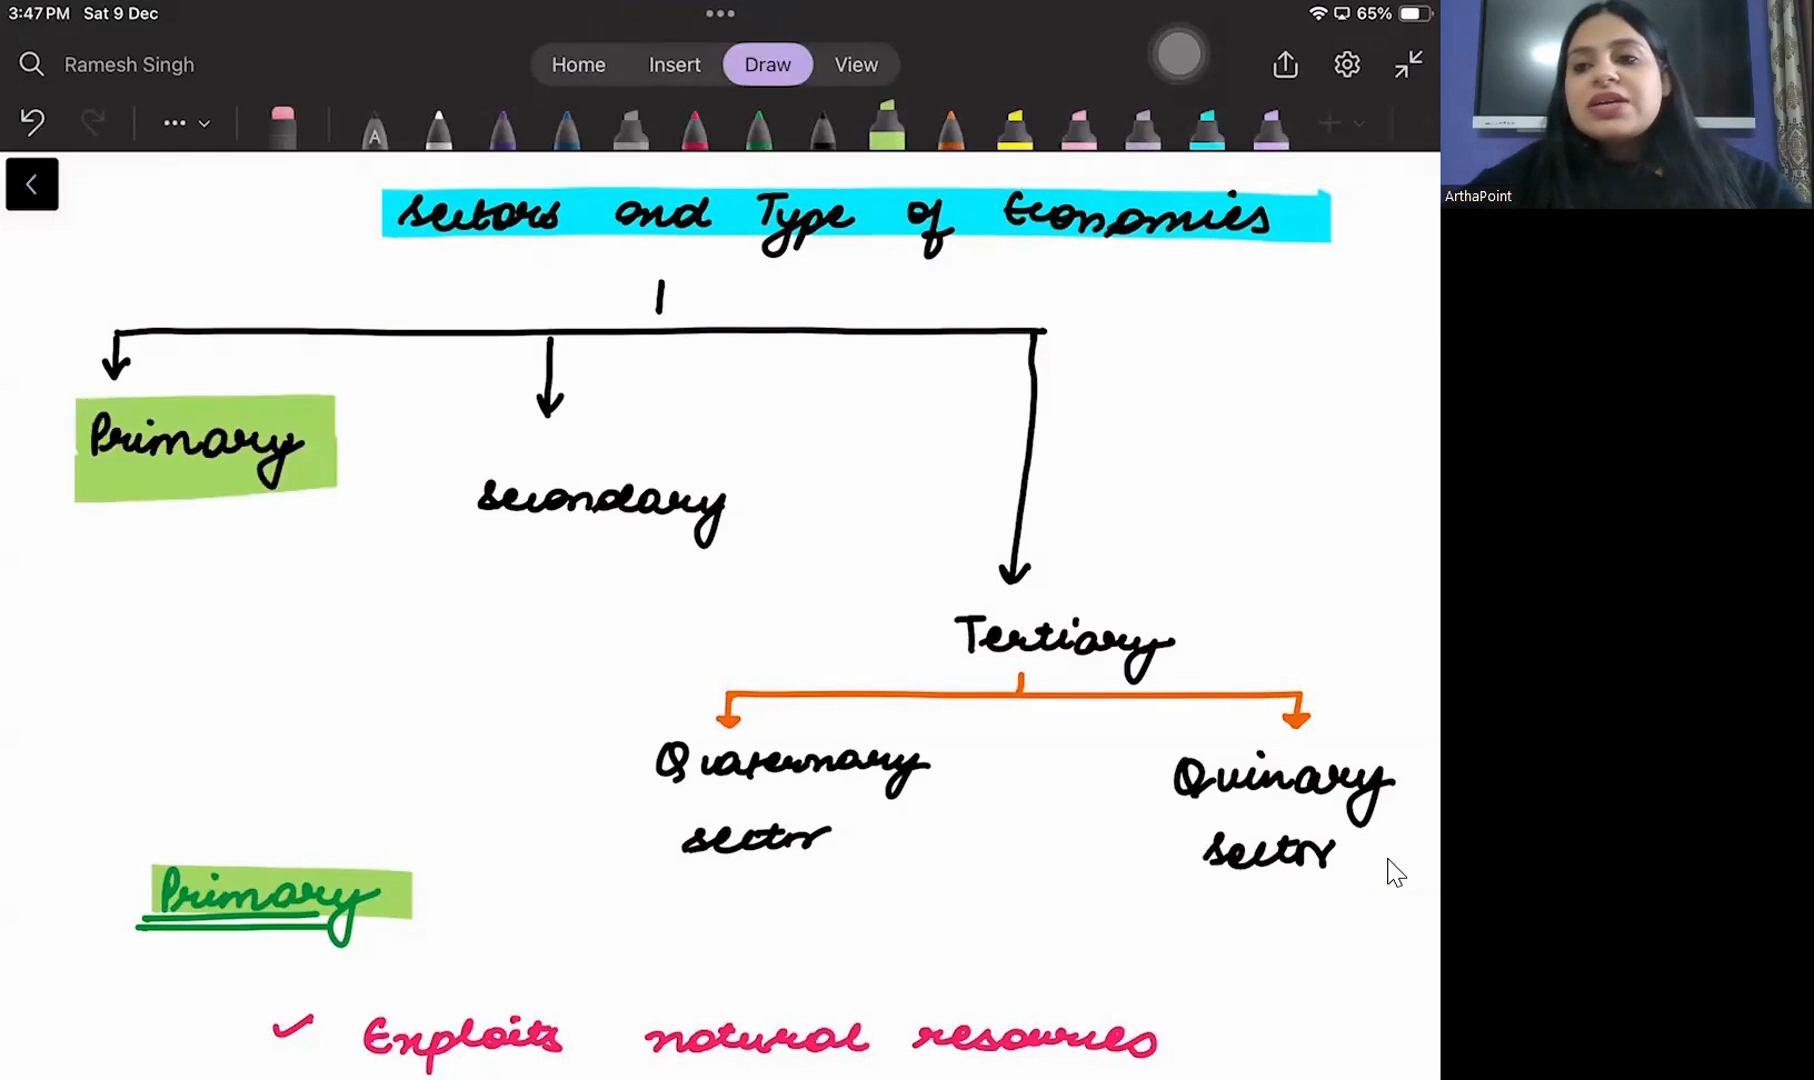 3:47 PM Sat 9 Dec
65%
Ramesh Singh
Home Insert Draw View
A
ArthaPoint
Sectors and Type of Economies
Primary
Secondary
Tertiary
Quaternary
sector
Quinary
sector
Primary
✓ Exploits natural resources